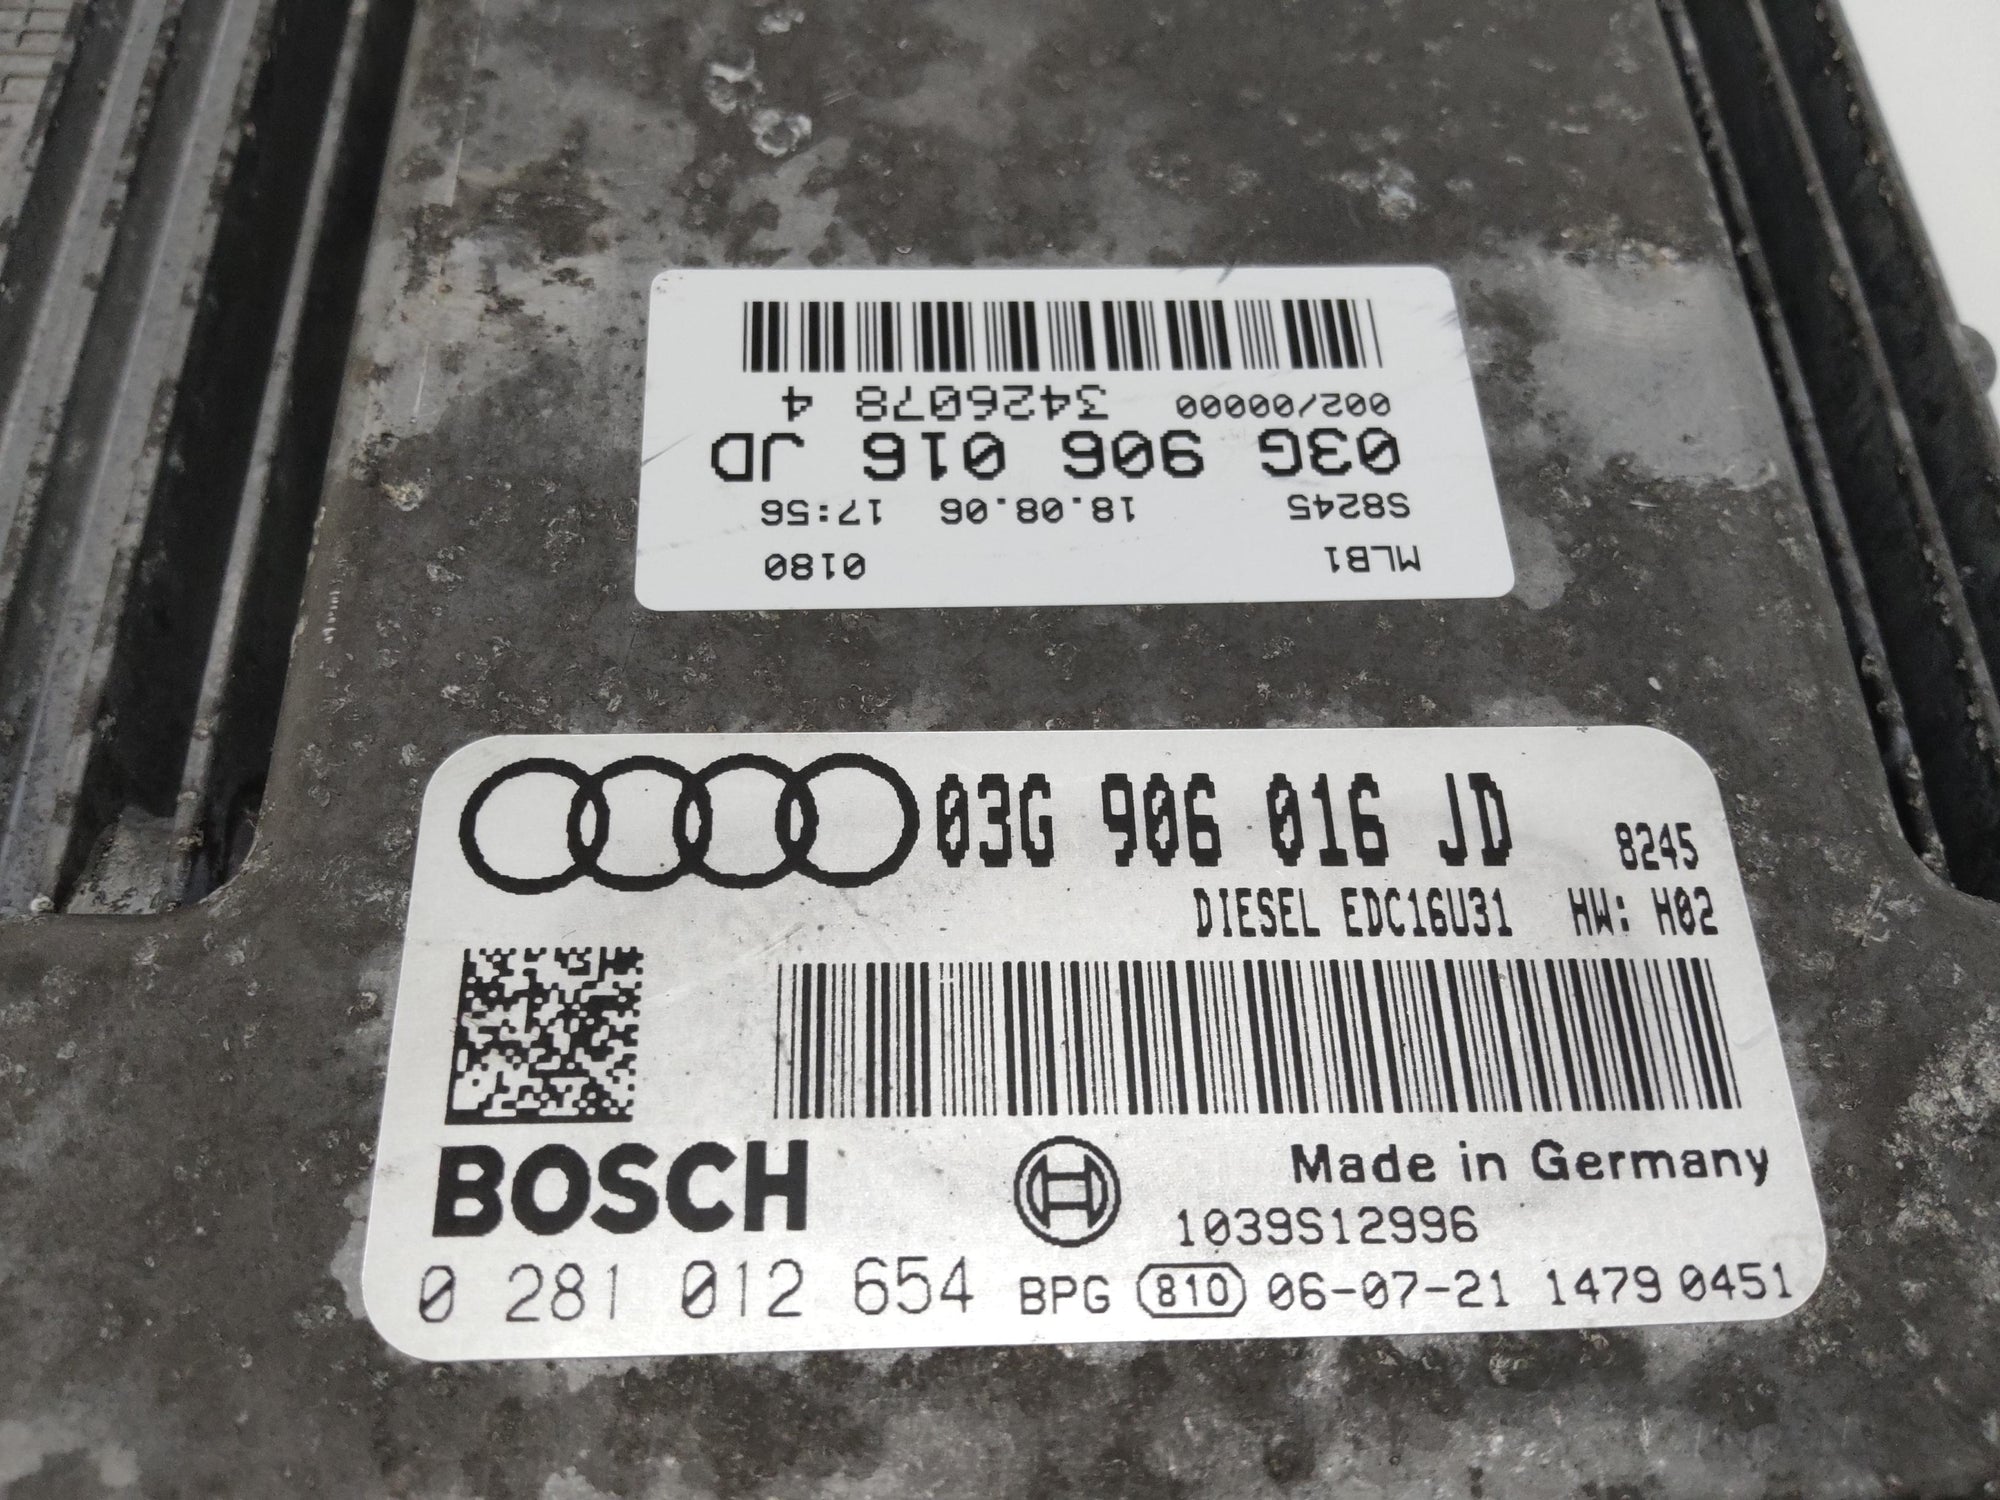 002/00000 3426078 4
03G 906 016 JD
S8245 18.08.06 17:56
MLB1 0180
03G 906 016 JD
8245
DIESEL EDC16U31 HW: H02
BOSCH
Made in Germany
1039S12996
0 281 012 654 BPG 810 06-07-21 1479 0451